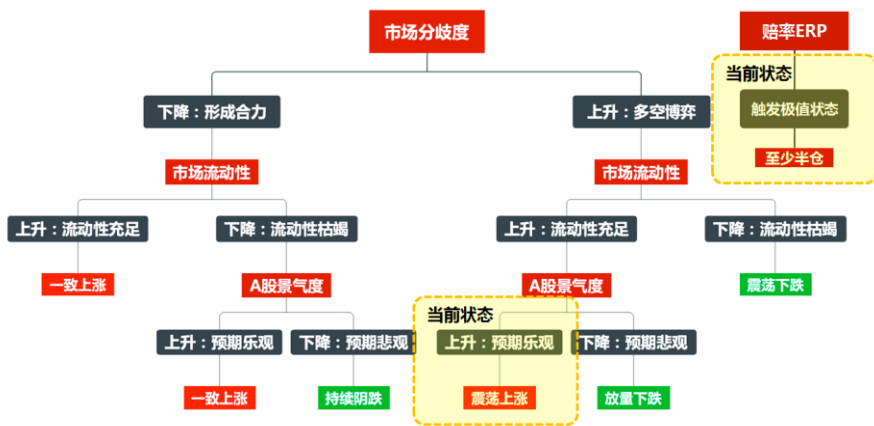 市场分歧度
赔率ERP
当前状态
下降：形成合力
上升：多空博弈
触发极值状态
市场流动性
市场流动性
至少半仓
上升：流动性充足
下降：流动性枯竭
上升：流动性充足
下降：流动性枯竭
一致上涨
A股景气度
A股景气度
震荡下跌
当前状态
上升：预期乐观
下降：预期悲观
上升：预期乐观
下降：预期悲观
一致上涨
持续阴跌
震荡上涨
放量下跌